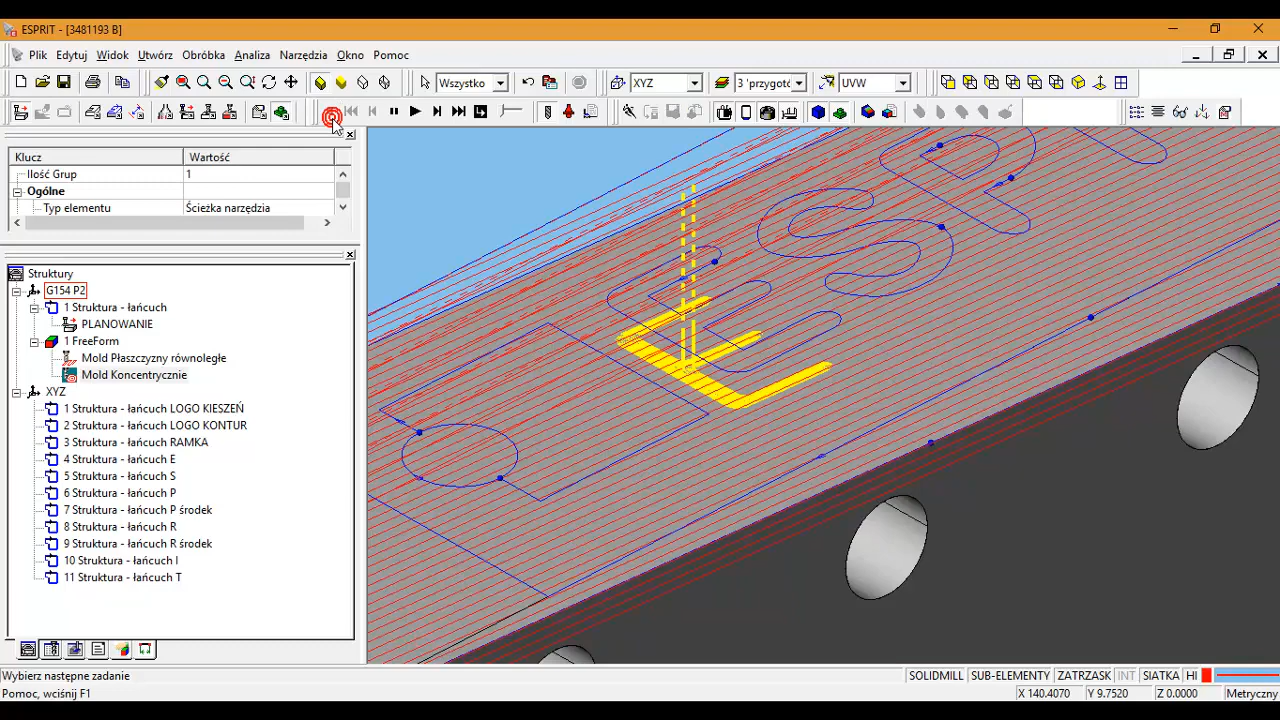 ESPRIT - [3481193 B]
Plik Edytuj Widok Utwórz Obróbka Analiza Narzędzia Okno Pomoc
Wszystko XYZ 3 'przygotó UVW
Klucz Wartość
Ilość Grup 1
Ogólne
Typ elementu Ścieżka narzędzia
Struktury
G154 P2
1 Struktura - łańcuch
PLANOWANIE
1 FreeForm
Mold Płaszczyzny równoległe
Mold Koncentrycznie
XYZ
1 Struktura - łańcuch LOGO KIESZEŃ
2 Struktura - łańcuch LOGO KONTUR
3 Struktura - łańcuch RAMKA
4 Struktura - łańcuch E
5 Struktura - łańcuch S
6 Struktura - łańcuch P
7 Struktura - łańcuch P środek
8 Struktura - łańcuch R
9 Struktura - łańcuch R środek
10 Struktura - łańcuch I
11 Struktura - łańcuch T
E S P
Wybierz następne zadanie SOLIDMILL SUB-ELEMENTY ZATRZASK INT SIATKA HI
Pomoc, wciśnij F1 X 140.4070 Y 9.7520 Z 0.0000 Metryczny